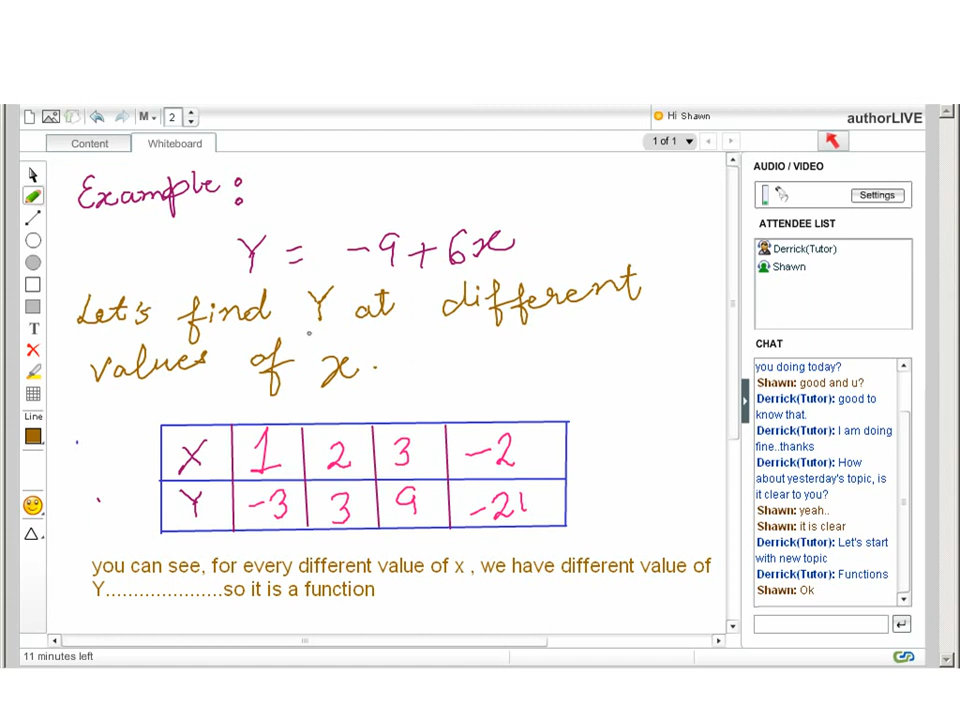 M
2
Hi Shawn
authorLIVE
Content
Whiteboard
1 of 1
Example:
Y = -9+6x
Let's find Y at different
values of x.
X 1 2 3 -2
Y -3 3 9 -21
you can see, for every different value of x , we have different value of
Y.....................so it is a function
T
Line
11 minutes left
AUDIO / VIDEO
Settings
ATTENDEE LIST
Derrick(Tutor)
Shawn
CHAT
you doing today?
Shawn: good and u?
Derrick(Tutor): good to
know that.
Derrick(Tutor): I am doing
fine..thanks
Derrick(Tutor): How
about yesterday's topic, is
it clear to you?
Shawn: yeah..
Shawn: it is clear
Derrick(Tutor): Let's start
with new topic
Derrick(Tutor): Functions
Shawn: Ok